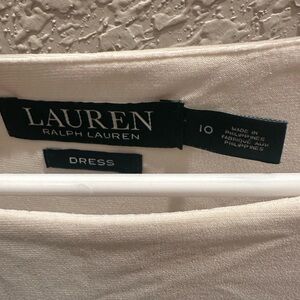 LAUREN
RALPH LAUREN
DRESS
10
MADE IN
PHILIPPINES
FABRIQUÉ AUX
PHILIPPINES